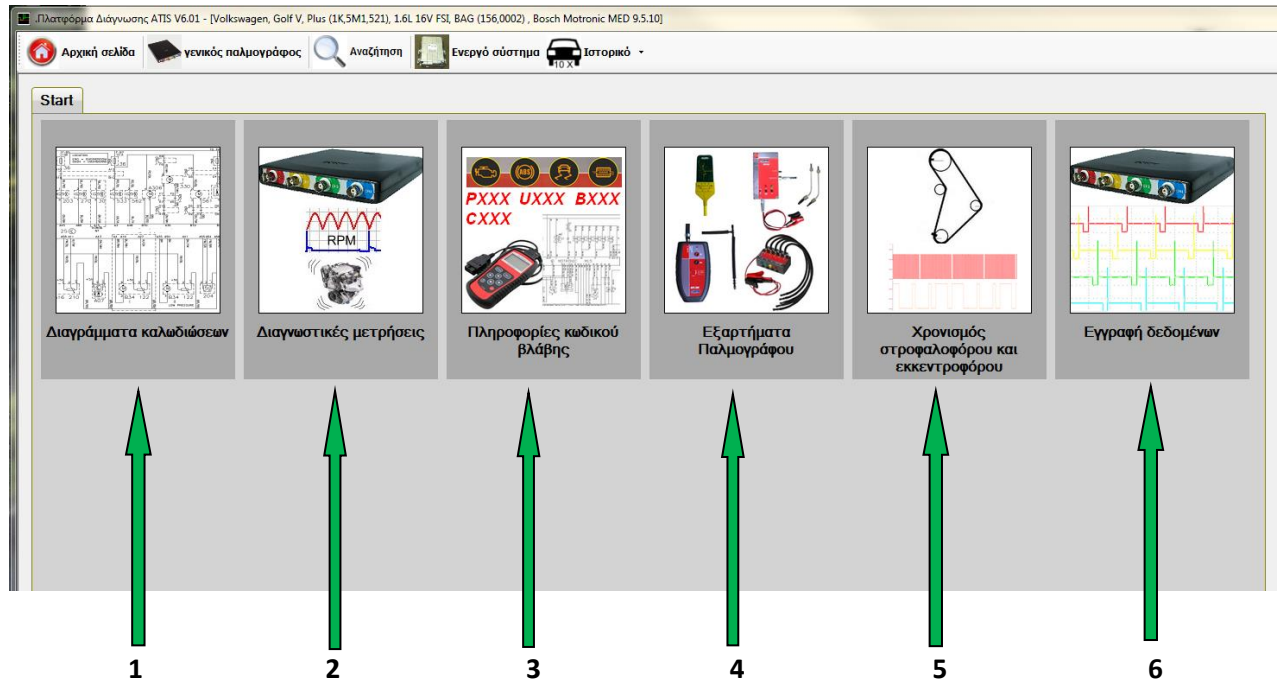 .Πλατφόρμα Διάγνωσης ATIS V6.01 - [Volkswagen, Golf V, Plus (1K,5M1,521), 1.6L 16V FSI, BAG (156,0002) , Bosch Motronic MED 9.5.10]
Αρχική σελίδα γενικός παλμογράφος Αναζήτηση Ενεργό σύστημα 10 X Ιστορικό
Start
RPM
ABS
PXXX UXXX BXXX
CXXX
Διαγράμματα καλωδιώσεων
Διαγνωστικές μετρήσεις
Πληροφορίες κωδικού
βλάβης
Εξαρτήματα
Παλμογράφου
Χρονισμός
στροφαλοφόρου και
εκκεντροφόρου
Εγγραφή δεδομένων
1 2 3 4 5 6